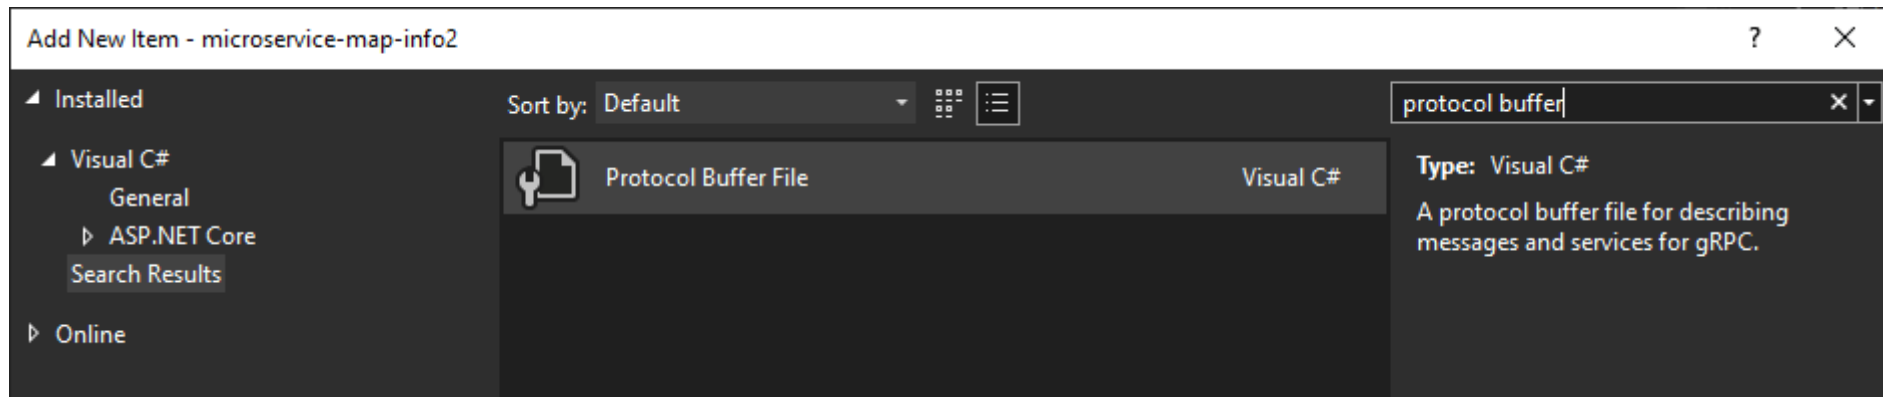 Add New Item - microservice-map-info2
?
Installed
Visual C#
General
ASP.NET Core
Search Results
Online
Sort by: Default
Protocol Buffer File Visual C#
protocol buffer
Type: Visual C#
A protocol buffer file for describing
messages and services for gRPC.